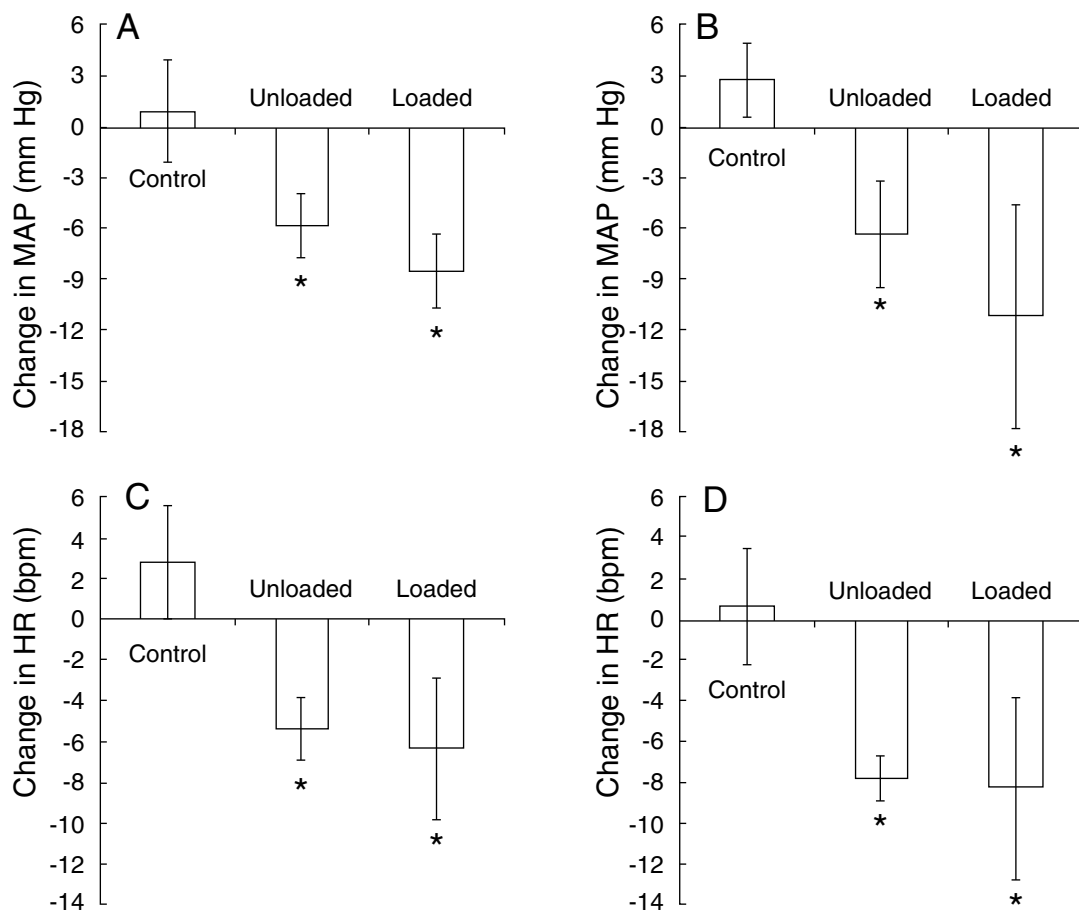 A
Change in MAP (mm Hg)
6
3
0
-3
-6
-9
-12
-15
-18
Control
Unloaded
Loaded
*
*
B
Change in MAP (mm Hg)
6
3
0
-3
-6
-9
-12
-15
-18
Control
Unloaded
Loaded
*
*
C
Change in HR (bpm)
6
4
2
0
-2
-4
-6
-8
-10
-12
-14
Control
Unloaded
Loaded
*
*
D
Change in HR (bpm)
6
4
2
0
-2
-4
-6
-8
-10
-12
-14
Control
Unloaded
Loaded
*
*